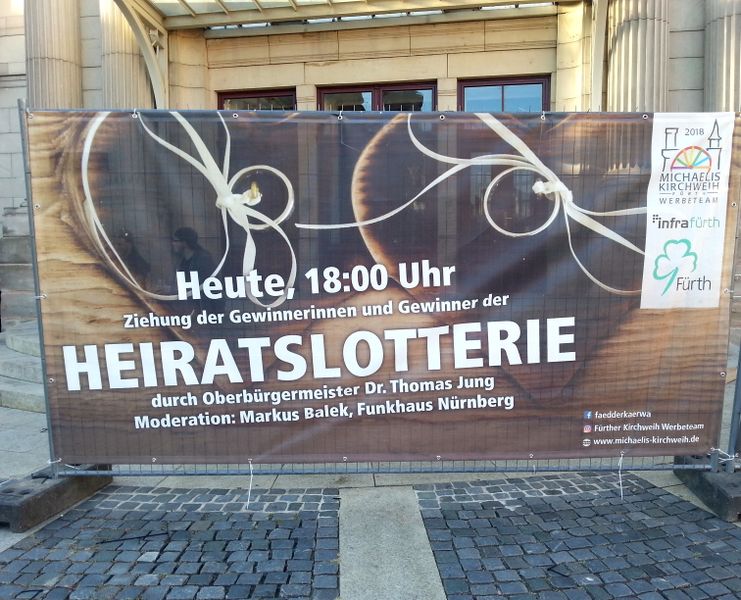 2018
MICHAELIS
KIRCHWEIH
FÜRTH
WERBETEAM
infrafürth
Fürth
Heute, 18:00 Uhr
Ziehung der Gewinnerinnen und Gewinner der
HEIRATSLOTTERIE
durch Oberbürgermeister Dr. Thomas Jung
Moderation: Markus Balek, Funkhaus Nürnberg
faedderkaerwa
Fürther Kirchweih Werbeteam
www.michaelis-kirchweih.de